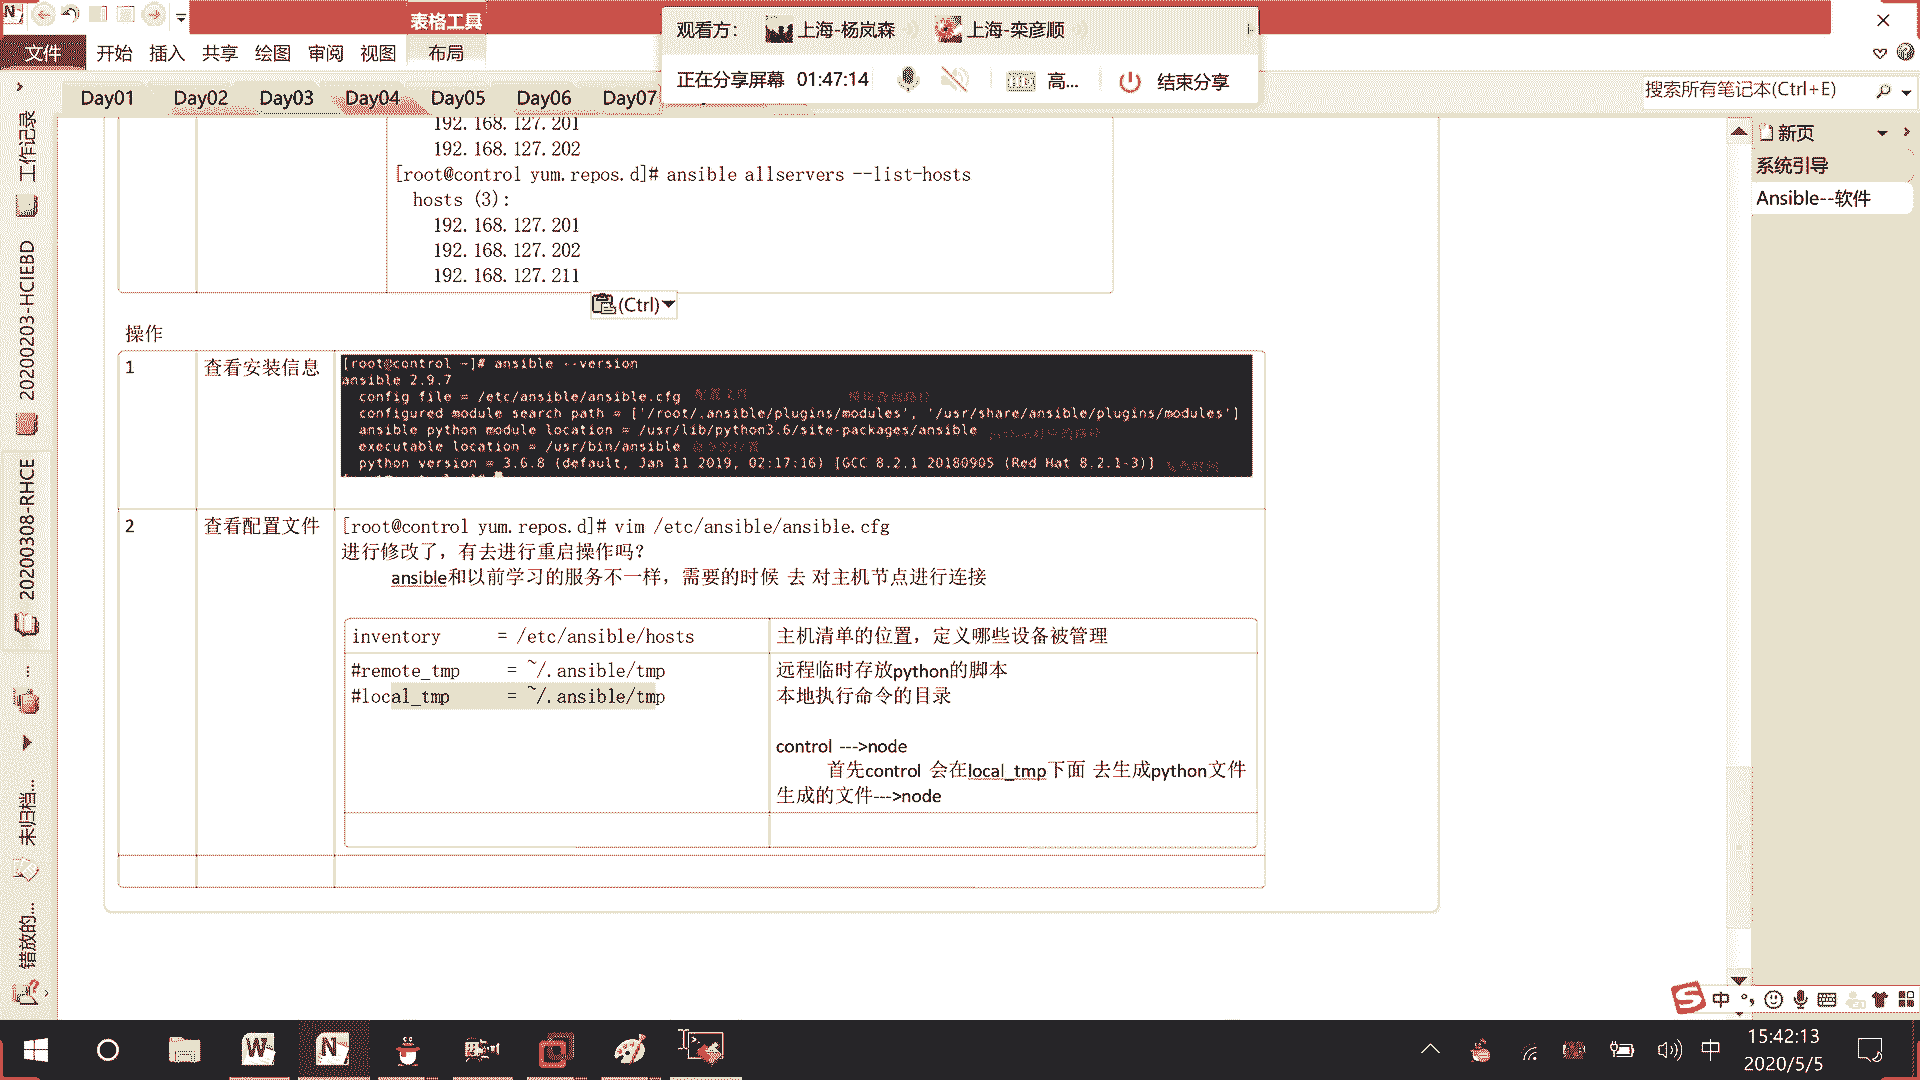 表格工具
观看方： 上海-杨岚森 上海-栾彦顺
文件 开始 插入 共享 绘图 审阅 视图 布局
正在分享屏幕 01:47:14 高... 结束分享
Day01 Day02 Day03 Day04 Day05 Day06 Day07
搜索所有笔记本(Ctrl+E)
工作记录
20200203-HCIEBD
20200308-RHCE
...
未归档...
错放的...
新页
系统引导
Ansible--软件
192.168.127.201
192.168.127.202
[root@control yum.repos.d]# ansible allservers --list-hosts
hosts (3):
192.168.127.201
192.168.127.202
192.168.127.211
(Ctrl)
操作
1 查看安装信息
[root@control ~]# ansible --version
ansible 2.9.7
config file = /etc/ansible/ansible.cfg 配置文件
configured module search path = ['/root/.ansible/plugins/modules', '/usr/share/ansible/plugins/modules']
ansible python module location = /usr/lib/python3.6/site-packages/ansible
executable location = /usr/bin/ansible
python version = 3.6.8 (default, Jan 11 2019, 02:17:16) [GCC 8.2.1 20180905 (Red Hat 8.2.1-3)]
2 查看配置文件
[root@control yum.repos.d]# vim /etc/ansible/ansible.cfg
进行修改了，有去进行重启操作吗?
ansible和以前学习的服务不一样，需要的时候 去 对主机节点进行连接
inventory = /etc/ansible/hosts 主机清单的位置，定义哪些设备被管理
#remote_tmp = ~/.ansible/tmp 远程临时存放python的脚本
#local_tmp = ~/.ansible/tmp 本地执行命令的目录
control --->node
首先control 会在local_tmp下面 去生成python文件
生成的文件--->node
中
中
15:42:13
2020/5/5